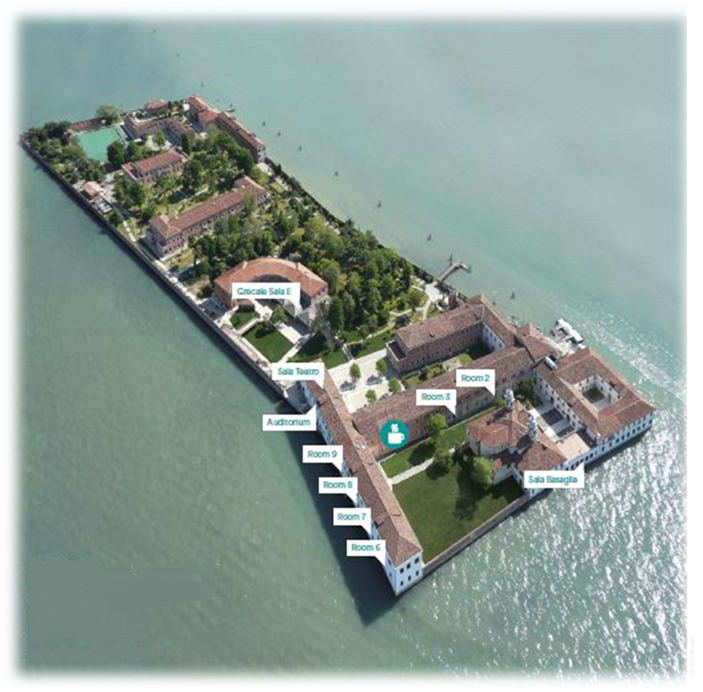 Grecale Sala E
Sala Teatro
Room 2
Room 3
Auditorium
Room 9
Sala Basaglia
Room 8
Room 7
Room 6